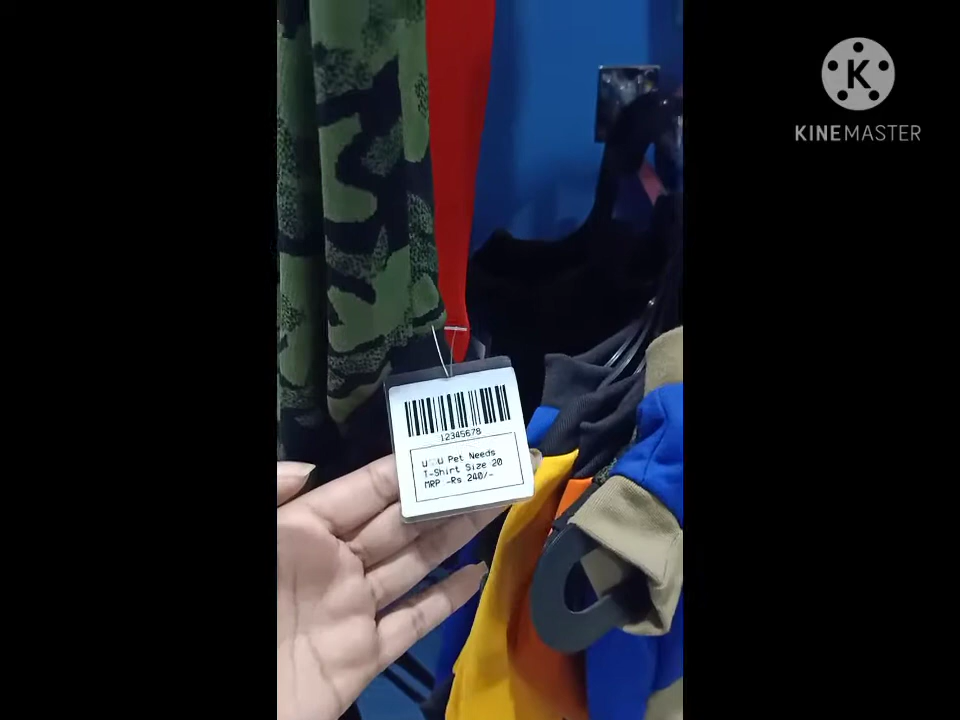 K
KINEMASTER
12345678
Pet Needs
T-Shirt Size 20
MRP -Rs 240/-